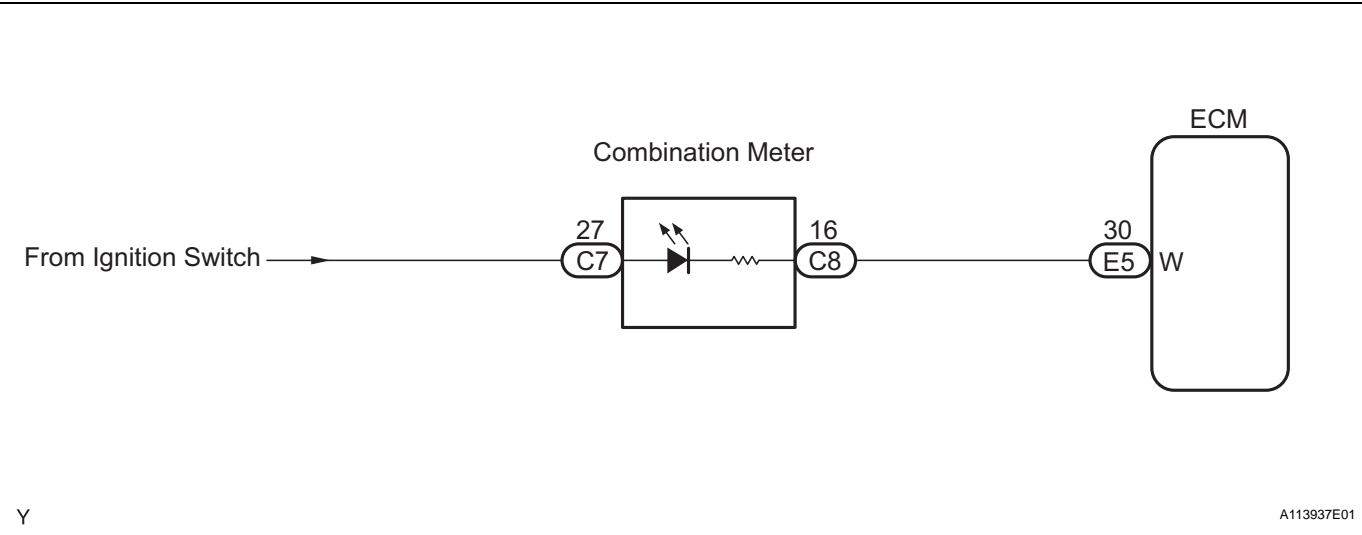 ECM
Combination Meter
27
16
30
From Ignition Switch
C7
C8
E5
W
Y
A113937E01